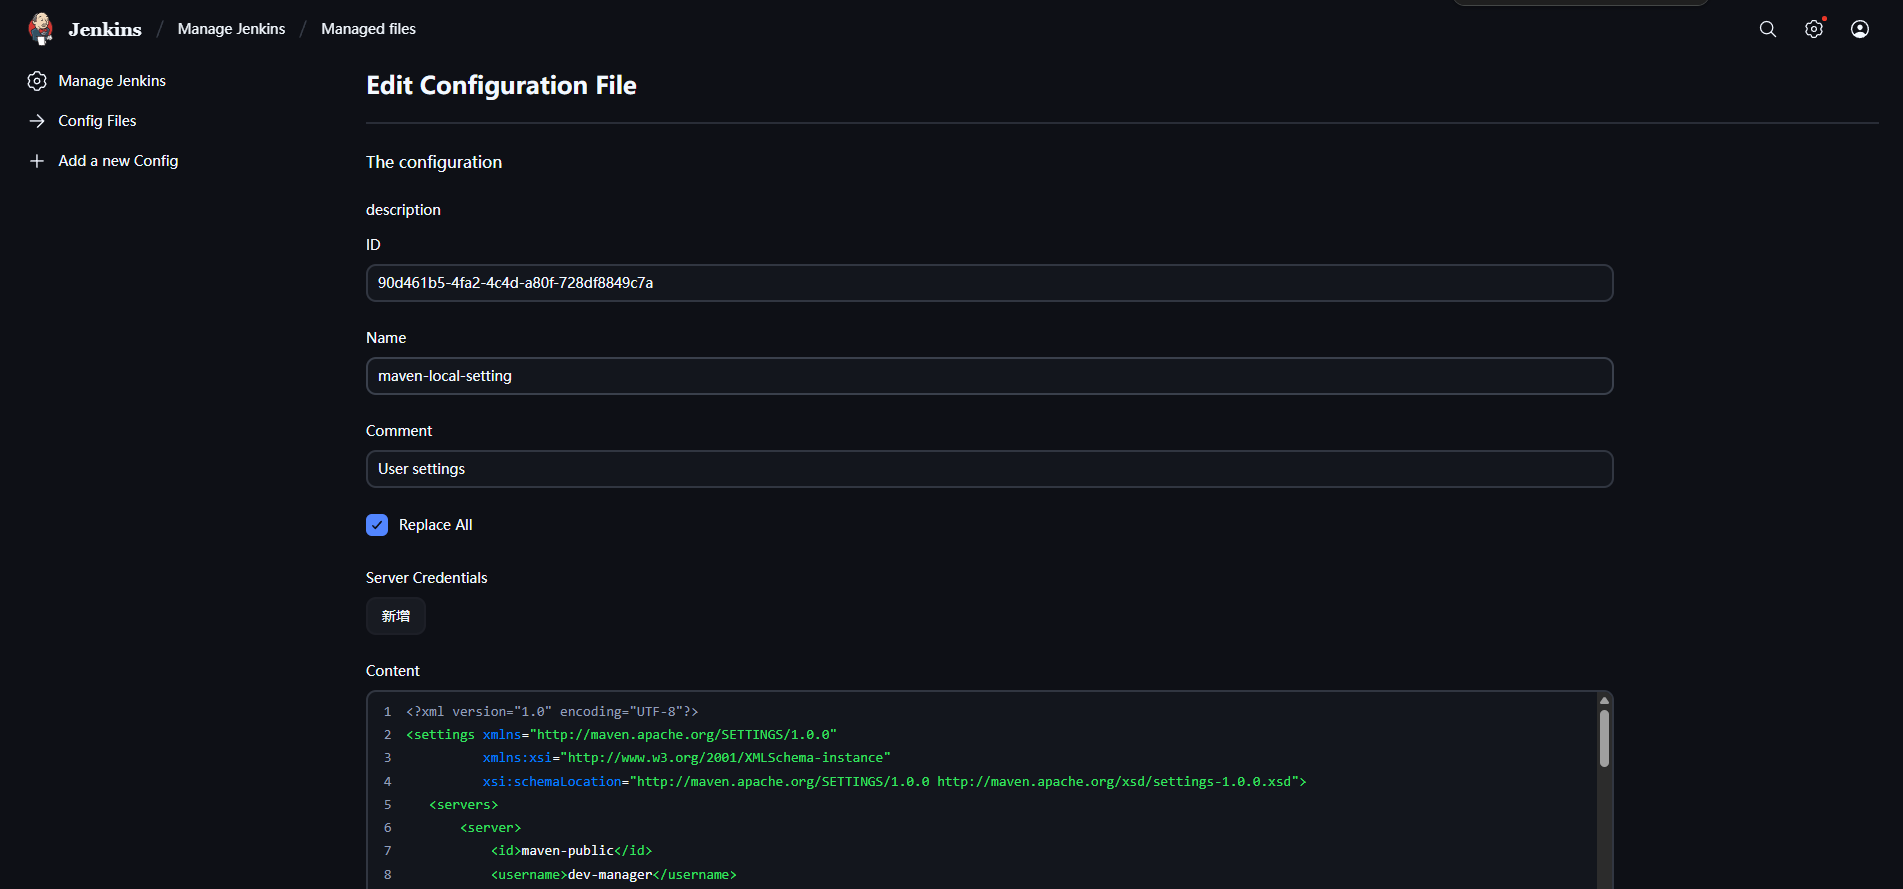 Jenkins / Manage Jenkins / Managed files
Manage Jenkins
Config Files
Add a new Config
Edit Configuration File
The configuration
description
ID
90d461b5-4fa2-4c4d-a80f-728df8849c7a
Name
maven-local-setting
Comment
User settings
Replace All
Server Credentials
新增
Content
1 <?xml version="1.0" encoding="UTF-8"?>
2 <settings xmlns="http://maven.apache.org/SETTINGS/1.0.0"
3 xmlns:xsi="http://www.w3.org/2001/XMLSchema-instance"
4 xsi:schemaLocation="http://maven.apache.org/SETTINGS/1.0.0 http://maven.apache.org/xsd/settings-1.0.0.xsd">
5 <servers>
6 <server>
7 <id>maven-public</id>
8 <username>dev-manager</username>